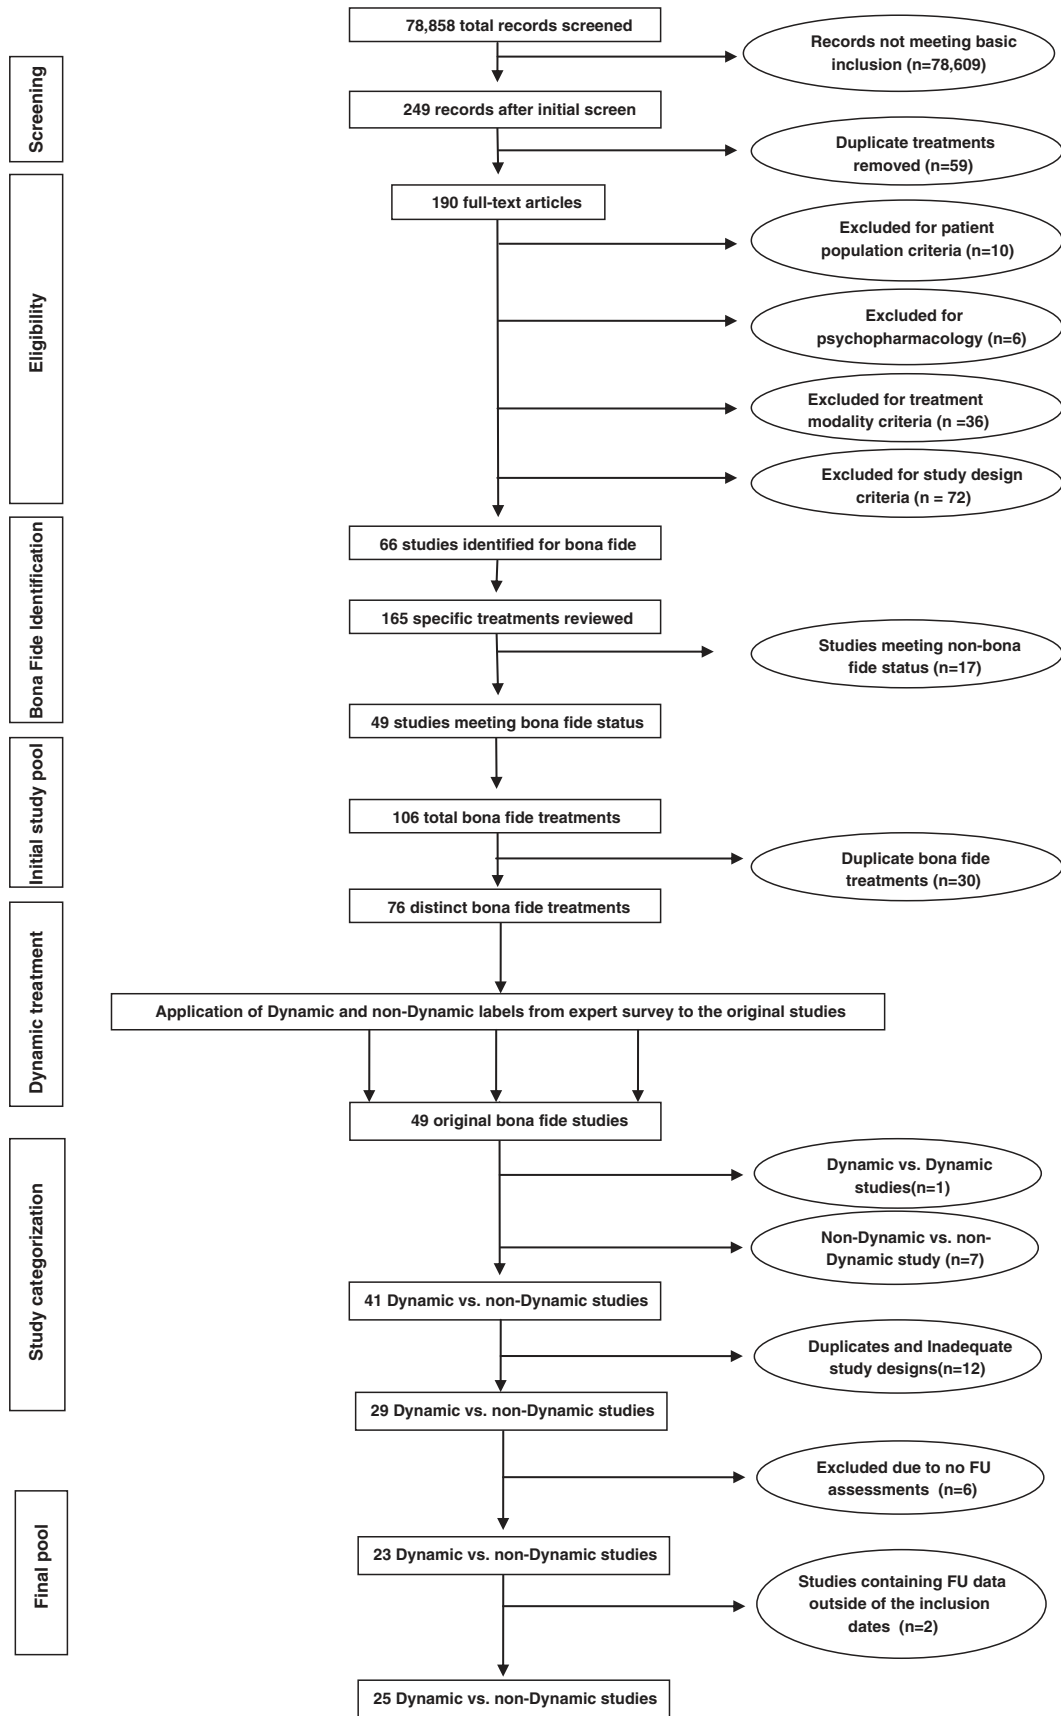 78,858 total records screened
Records not meeting basic
inclusion (n=78,609)
Screening
249 records after initial screen
Duplicate treatments
removed (n=59)
Eligibility
190 full-text articles
Excluded for patient
population criteria (n=10)
Excluded for
psychopharmacology (n=6)
Excluded for treatment
modality criteria (n =36)
Excluded for study design
criteria (n = 72)
Bona Fide Identification
66 studies identified for bona fide
165 specific treatments reviewed
Studies meeting non-bona
fide status (n=17)
49 studies meeting bona fide status
Initial study pool
106 total bona fide treatments
Duplicate bona fide
treatments (n=30)
76 distinct bona fide treatments
Dynamic treatment
Application of Dynamic and non-Dynamic labels from expert survey to the original studies
49 original bona fide studies
Study categorization
Dynamic vs. Dynamic
studies(n=1)
Non-Dynamic vs. non-
Dynamic study (n=7)
41 Dynamic vs. non-Dynamic studies
Duplicates and Inadequate
study designs(n=12)
29 Dynamic vs. non-Dynamic studies
Excluded due to no FU
assessments (n=6)
Final pool
23 Dynamic vs. non-Dynamic studies
Studies containing FU data
outside of the inclusion
dates (n=2)
25 Dynamic vs. non-Dynamic studies